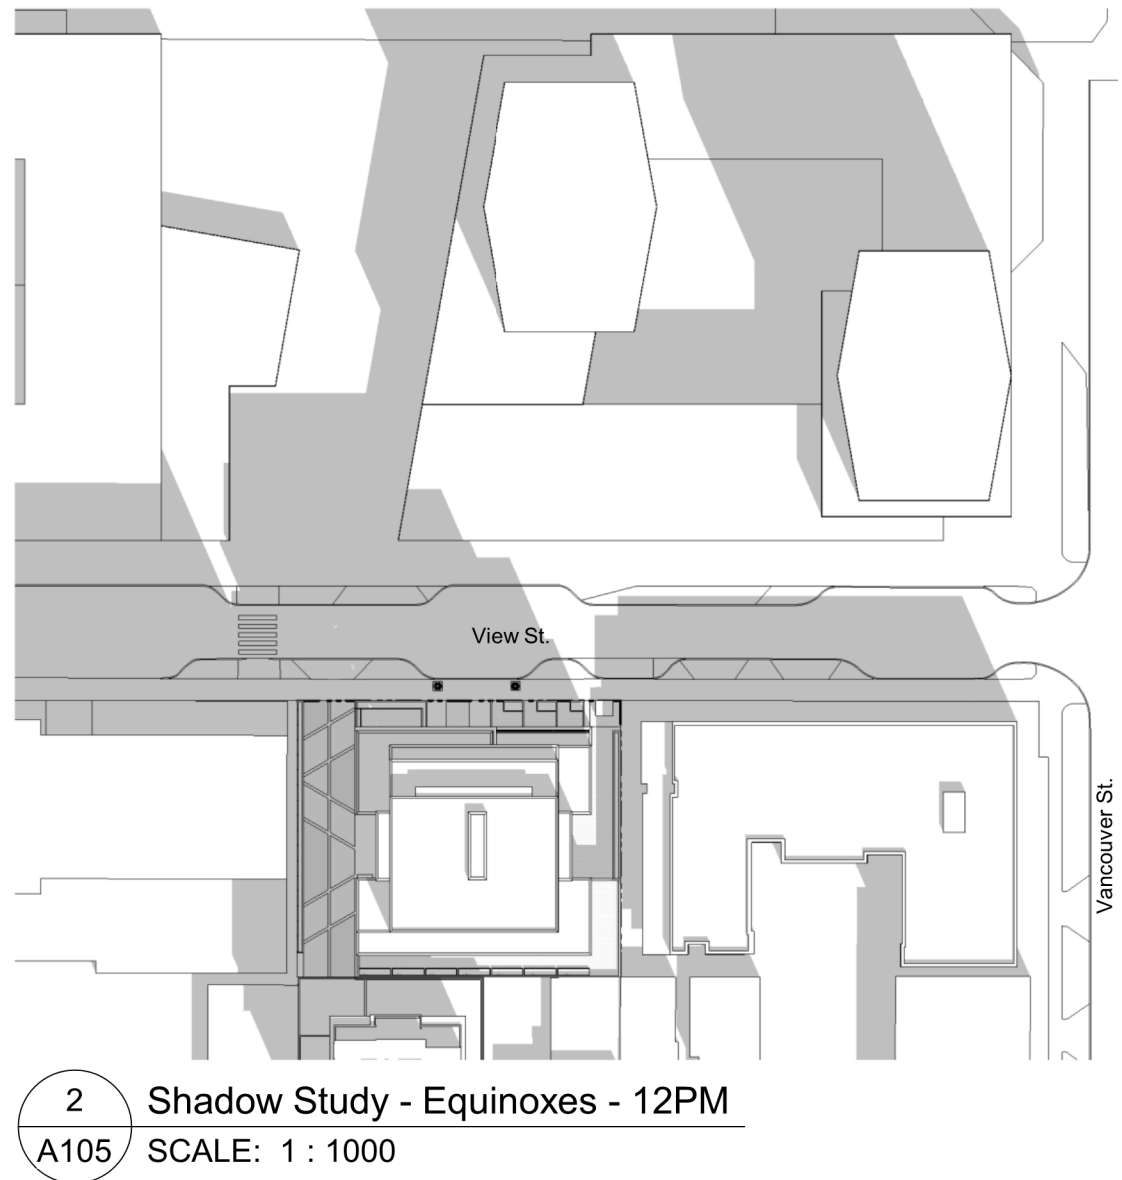 View St.
Vancouver St.
2
Shadow Study - Equinoxes - 12PM
A105
SCALE: 1 : 1000